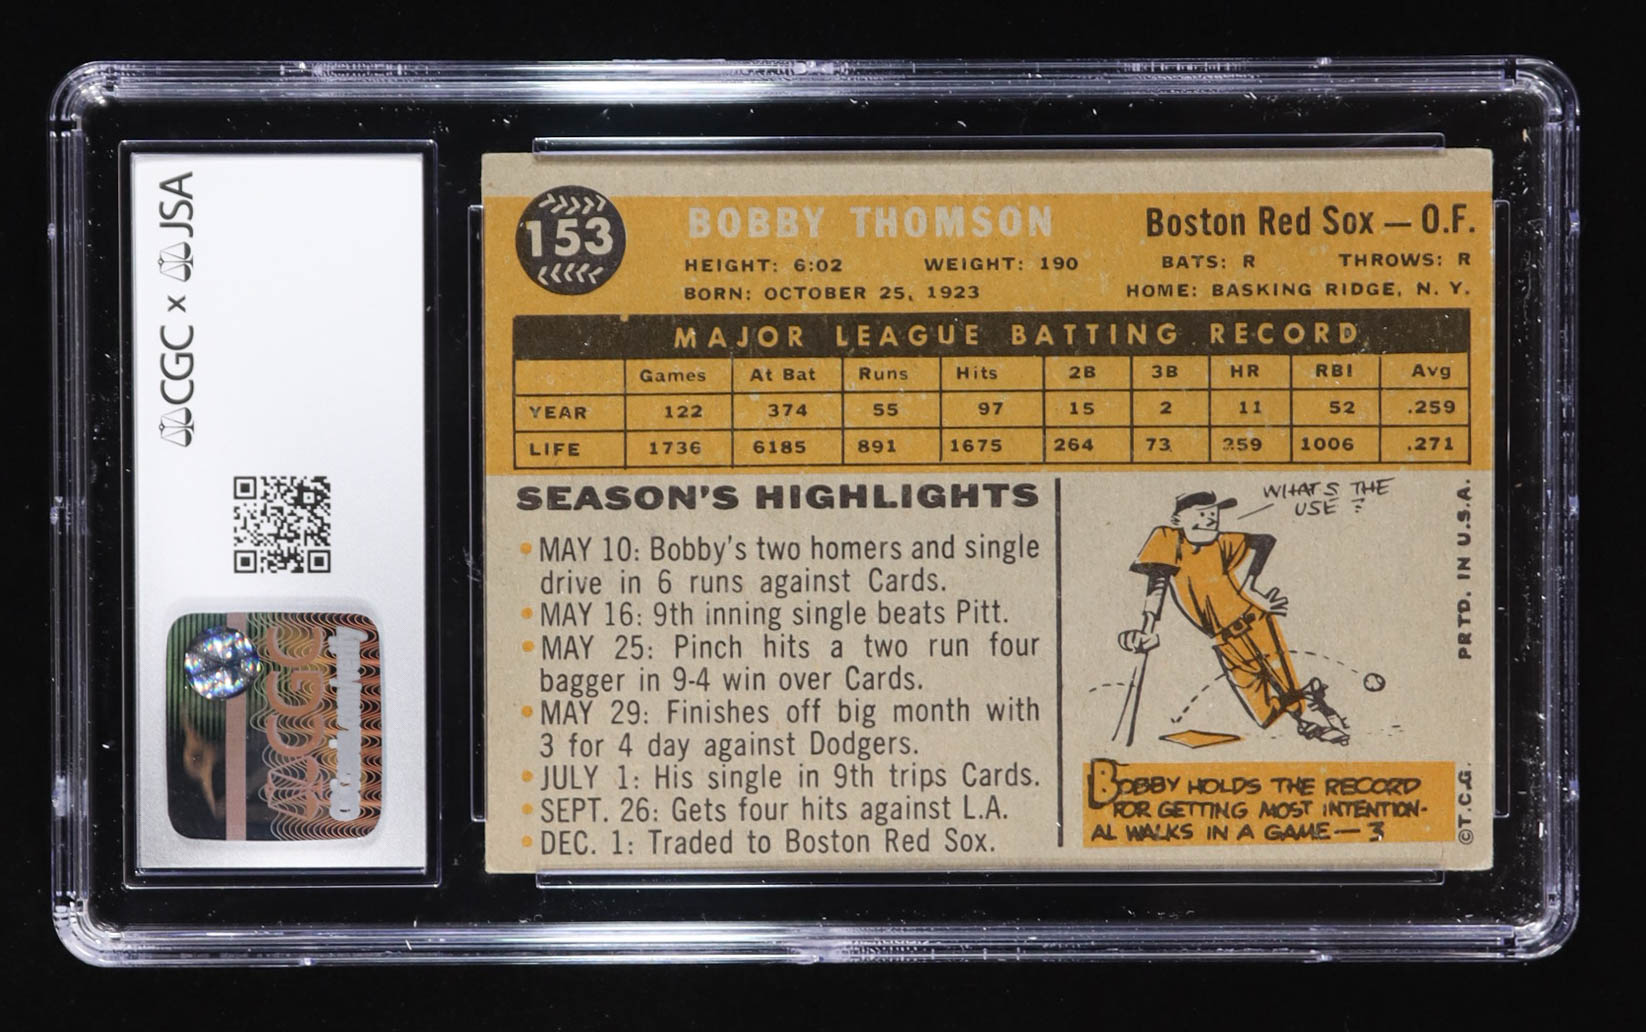 CGC x JSA
CGC
153
BOBBY THOMSON
Boston Red Sox — O.F.
HEIGHT: 6:02 WEIGHT: 190 BATS: R THROWS: R
BORN: OCTOBER 25, 1923 HOME: BASKING RIDGE, N. Y.
MAJOR LEAGUE BATTING RECORD
Games At Bat Runs Hits 2B 3B HR RBI Avg
YEAR 122 374 55 97 15 2 11 52 .259
LIFE 1736 6185 891 1675 264 73 259 1006 .271
SEASON'S HIGHLIGHTS
• MAY 10: Bobby's two homers and single
drive in 6 runs against Cards.
• MAY 16: 9th inning single beats Pitt.
• MAY 25: Pinch hits a two run four
bagger in 9-4 win over Cards.
• MAY 29: Finishes off big month with
3 for 4 day against Dodgers.
• JULY 1: His single in 9th trips Cards.
• SEPT. 26: Gets four hits against L.A.
• DEC. 1: Traded to Boston Red Sox.
WHAT'S THE
USE ?
BOBBY HOLDS THE RECORD
FOR GETTING MOST INTENTION-
AL WALKS IN A GAME — 3
©T.C.G. PRTD. IN U.S.A.